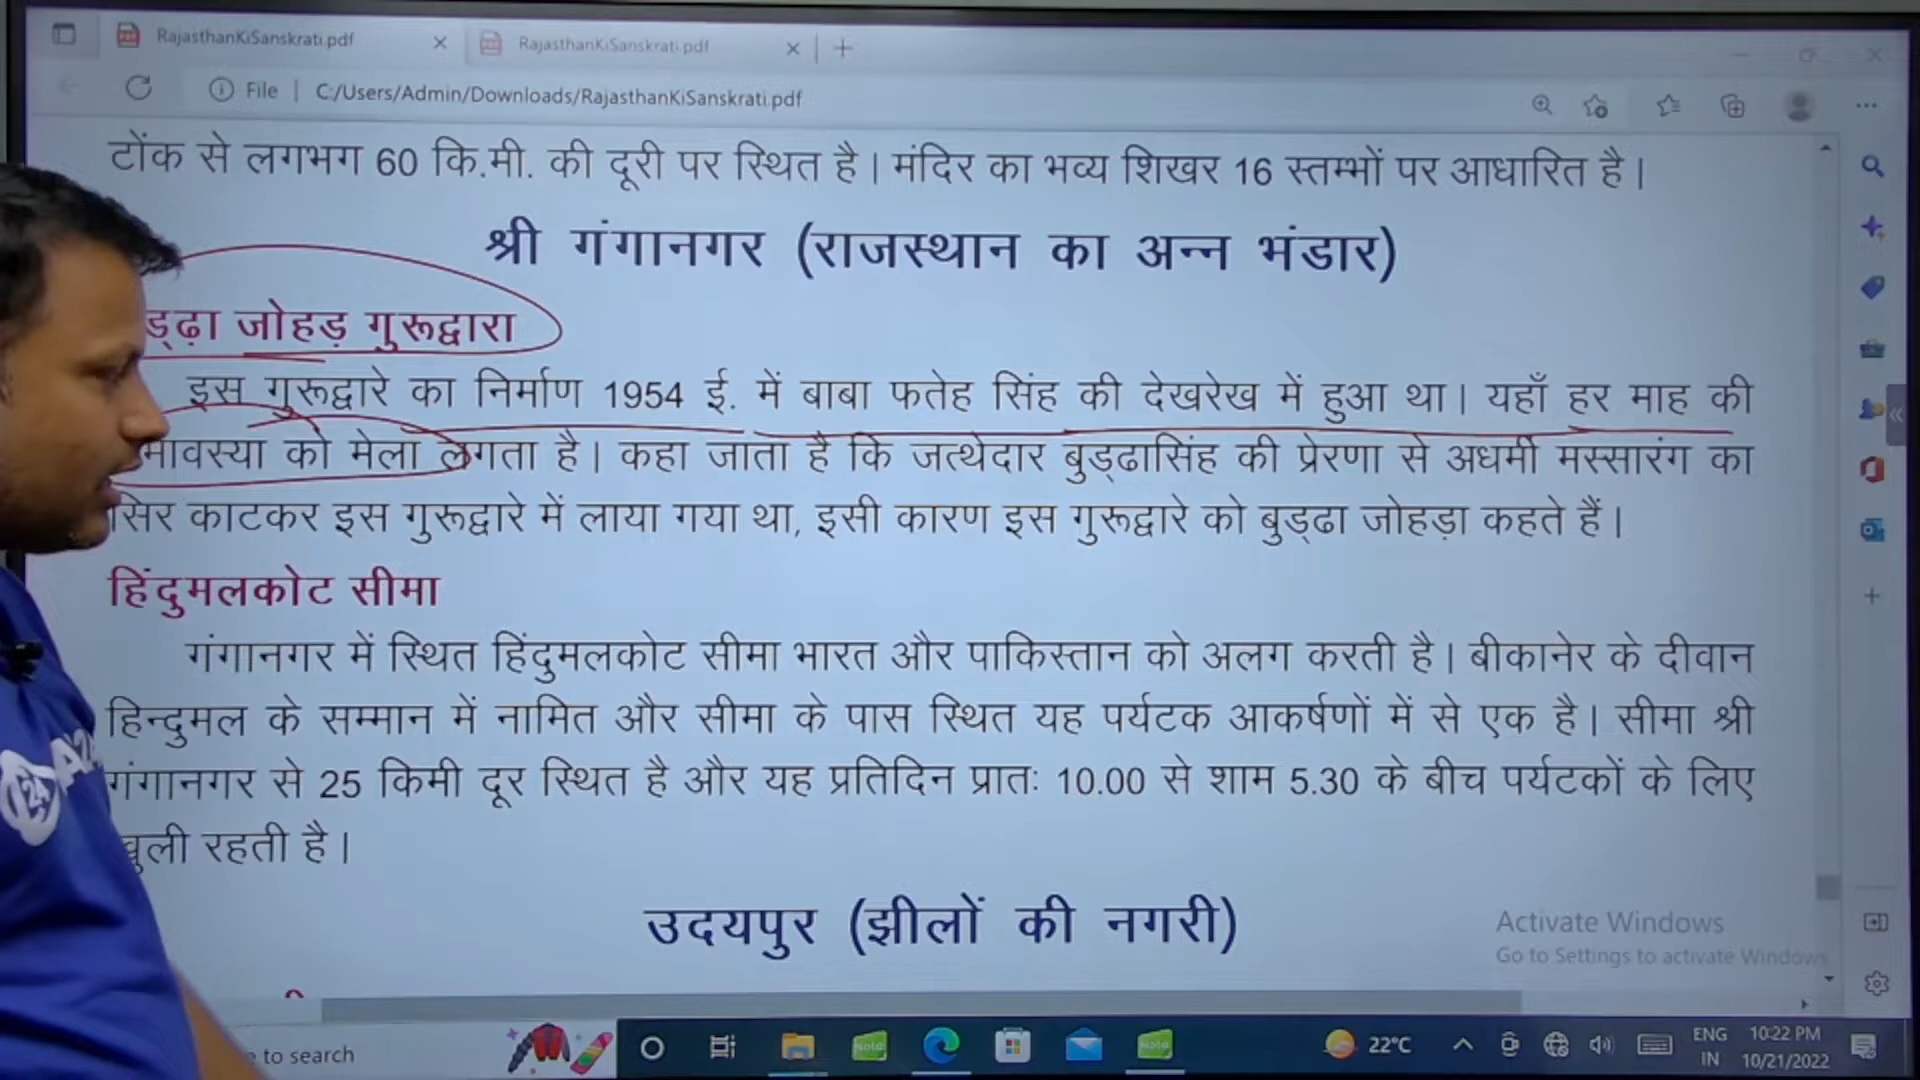 RajasthanKiSanskrati.pdf
RajasthanKiSanskrati.pdf
File
C:/Users/Admin/Downloads/RajasthanKiSanskrati.pdf
टोंक से लगभग 60 कि.मी. की दूरी पर स्थित है। मंदिर का भव्य शिखर 16 स्तम्भों पर आधारित है।
श्री गंगानगर (राजस्थान का अन्न भंडार)
जोहड़ गुरूद्वारा
इस गुरूद्वारे का निर्माण 1954 ई. में बाबा फतेह सिंह की देखरेख में हुआ था। यहाँ हर माह की
मावस्या को मेला लगता है। कहा जाता है कि जत्थेदार बुड्ढासिंह की प्रेरणा से अधर्मी मस्सारंग का
सिर काटकर इस गुरूद्वारे में लाया गया था, इसी कारण इस गुरूद्वारे को बुड्ढा जोहड़ा कहते हैं।
हिंदुमलकोट सीमा
गंगानगर में स्थित हिंदुमलकोट सीमा भारत और पाकिस्तान को अलग करती है। बीकानेर के दीवान
हिन्दुमल के सम्मान में नामित और सीमा के पास स्थित यह पर्यटक आकर्षणों में से एक है। सीमा श्री
गंगानगर से 25 किमी दूर स्थित है और यह प्रतिदिन प्रातः 10.00 से शाम 5.30 के बीच पर्यटकों के लिए
खुली रहती है।
उदयपुर (झीलों की नगरी)
Activate Windows
Go to Settings to activate Windows
to search
22°C
ENG
IN
10:22 PM
10/21/2022